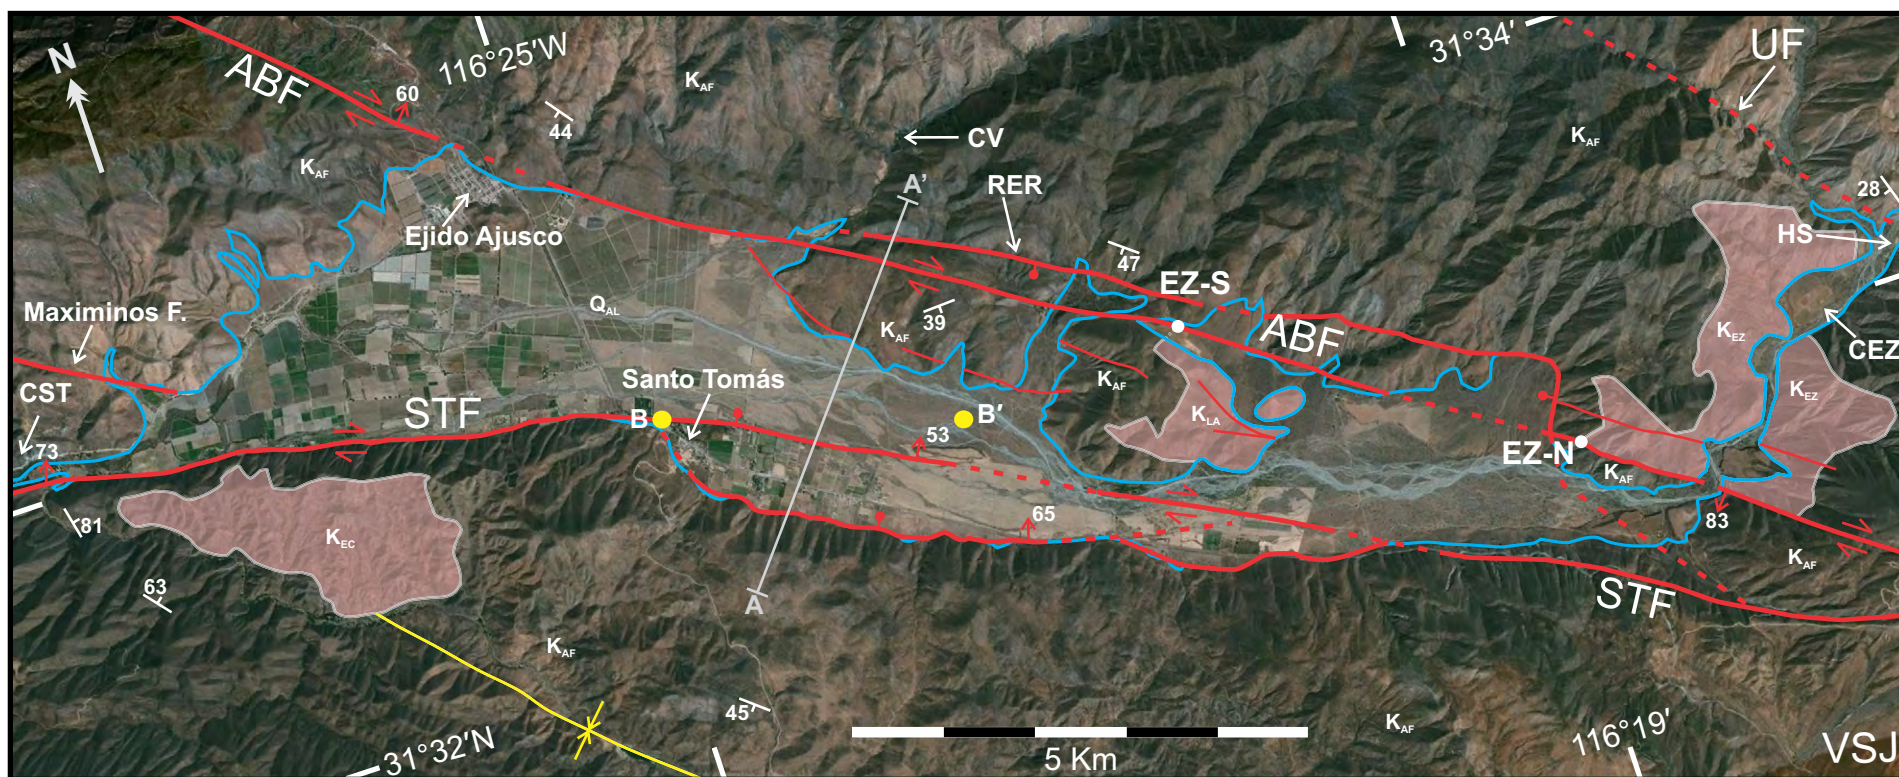 N
ABF
60
116°25'W
44
K_AF
31°34'
UF
K_AF
CV
K_AF
A'
RER
28
Ejido Ajusco
HS
47
EZ-S
Maximinos F.
Q_AL
39
K_AF
ABF
K_EZ
CEZ
CST
Santo Tomás
K_AF
K_EZ
STF
B
B'
K_LA
73
53
EZ-N
K_AF
81
65
83
K_EC
K_AF
63
A
STF
K_AF
45
K_AF
31°32'N
5 Km
116°19'
VSJ